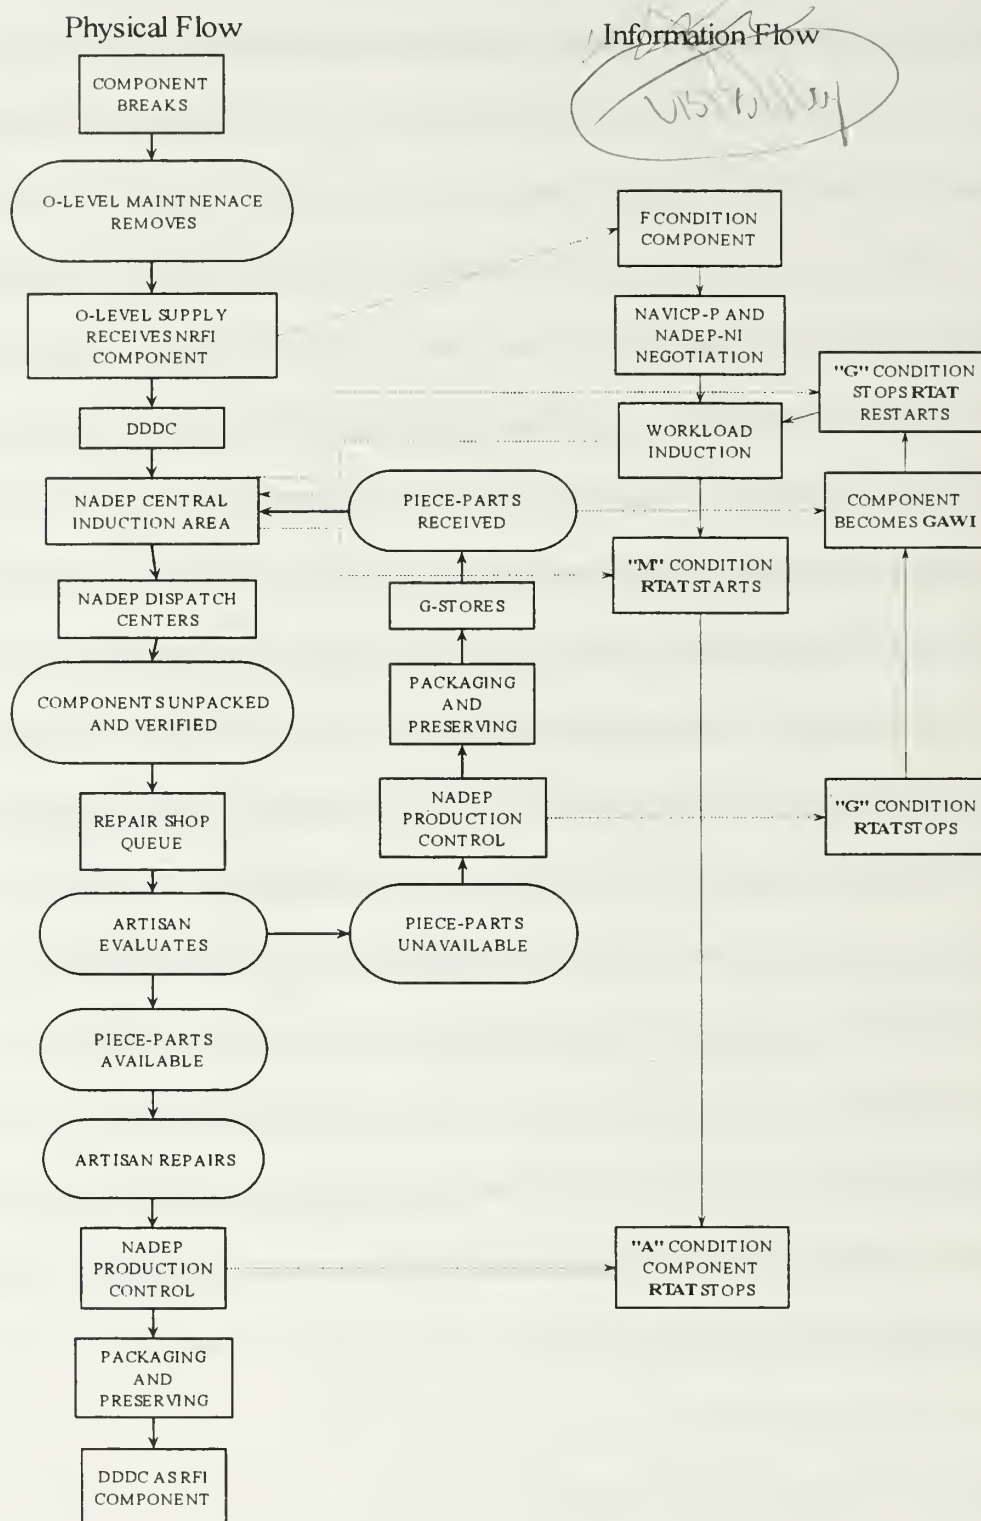 Physical Flow
COMPONENT
BREAKS
O-LEVEL MAINTNENACE
REMOVES
O-LEVEL SUPPLY
RECEIVES NRFI
COMPONENT
DDDC
NADEP CENTRAL
INDUCTION AREA
NADEP DISPATCH
CENTERS
COMPONENTS UNPACKED
AND VERIFIED
REPAIR SHOP
QUEUE
ARTISAN
EVALUATES
PIECE-PARTS
AVAILABLE
ARTISAN REPAIRS
NADEP
PRODUCTION
CONTROL
PACKAGING
AND
PRESERVING
DDDC AS RFI
COMPONENT
PIECE-PARTS
RECEIVED
G-STORES
PACKAGING
AND
PRESERVING
NADEP
PRODUCTION
CONTROL
PIECE-PARTS
UNAVAILABLE
Information Flow
F CONDITION
COMPONENT
NAVICP-P AND
NADEP-NI
NEGOTIATION
WORKLOAD
INDUCTION
"M" CONDITION
RTAT STARTS
"A" CONDITION
COMPONENT
RTAT STOPS
"G" CONDITION
STOPS RTAT
RESTARTS
COMPONENT
BECOMES GAWI
"G" CONDITION
RTAT STOPS